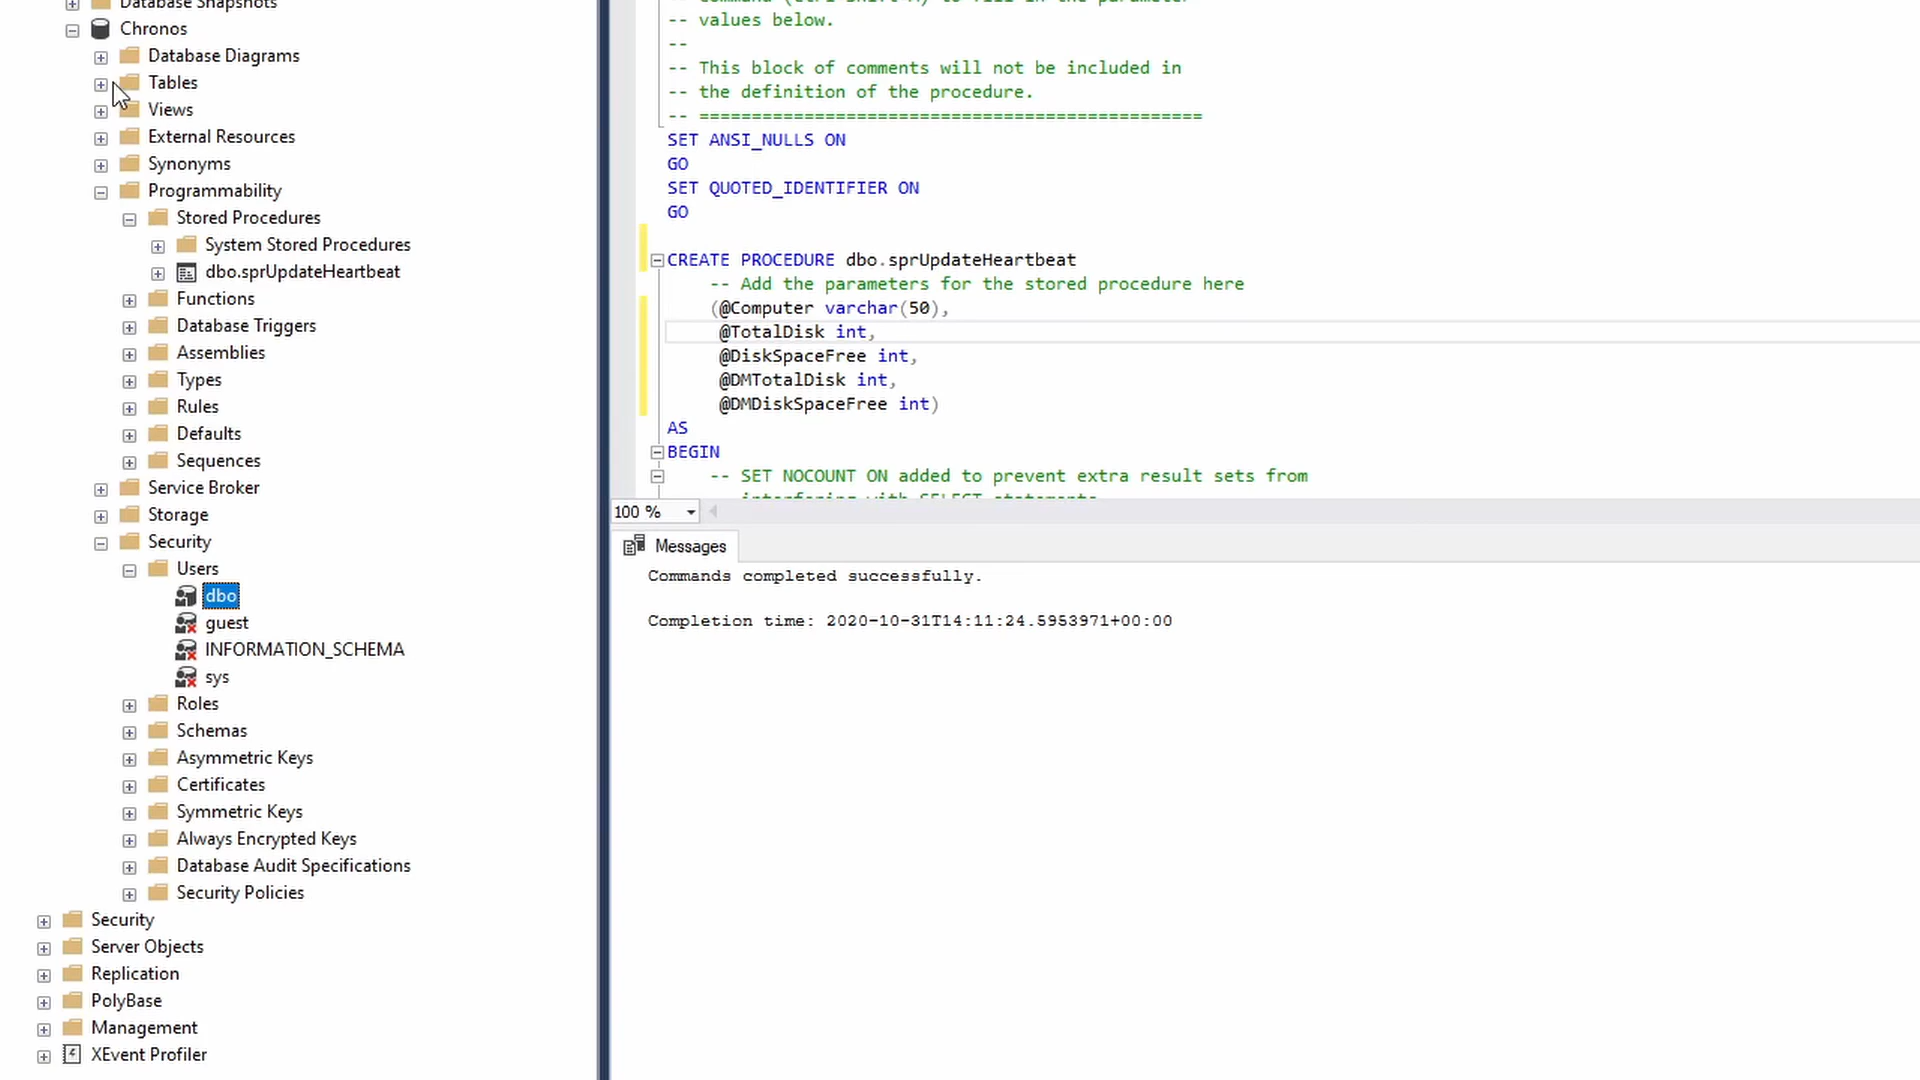 Database Snapshots
Chronos
Database Diagrams
Tables
Views
External Resources
Synonyms
Programmability
Stored Procedures
System Stored Procedures
dbo.sprUpdateHeartbeat
Functions
Database Triggers
Assemblies
Types
Rules
Defaults
Sequences
Service Broker
Storage
Security
Users
dbo
guest
INFORMATION_SCHEMA
sys
Roles
Schemas
Asymmetric Keys
Certificates
Symmetric Keys
Always Encrypted Keys
Database Audit Specifications
Security Policies
Security
Server Objects
Replication
PolyBase
Management
XEvent Profiler
-- values below.
--
-- This block of comments will not be included in
-- the definition of the procedure.
-- ================================================
SET ANSI_NULLS ON
GO
SET QUOTED_IDENTIFIER ON
GO
CREATE PROCEDURE dbo.sprUpdateHeartbeat
-- Add the parameters for the stored procedure here
(@Computer varchar(50),
@TotalDisk int,
@DiskSpaceFree int,
@DMTotalDisk int,
@DMDiskSpaceFree int)
AS
BEGIN
-- SET NOCOUNT ON added to prevent extra result sets from
-- interfering with SELECT statements.
100 %
Messages
Commands completed successfully.
Completion time: 2020-10-31T14:11:24.5953971+00:00